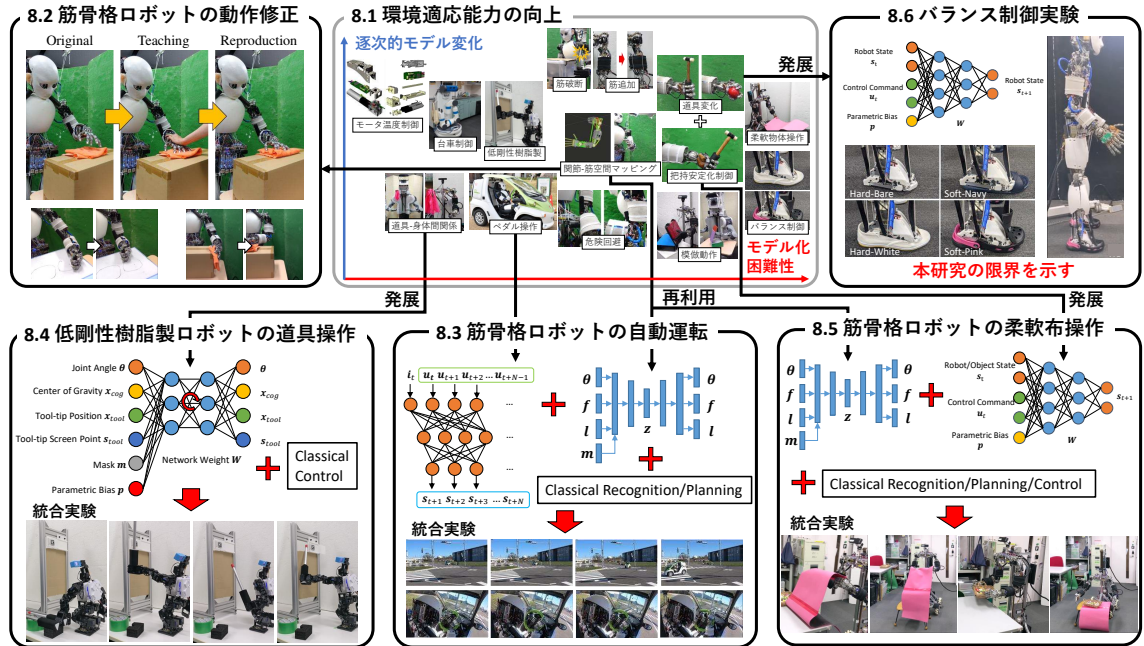 8.2 筋骨格ロボットの動作修正
Original
Teaching
Reproduction
8.1 環境適応能力の向上
逐次的モデル変化
モータ温度制御
台車制御
低剛性樹脂製
筋破断
筋追加
道具変化
柔軟物体操作
関節-筋空間マッピング
把持安定化制御
道具-身体間関係
ペダル操作
危険回避
模倣動作
バランス制御
モデル化
困難性
発展
8.6 バランス制御実験
Robot State
s_t
Control Command
u_t
Parametric Bias
p
W
Robot State
s_{t+1}
Hard-Bare
Soft-Navy
Hard-White
Soft-Pink
本研究の限界を示す
発展
再利用
発展
8.4 低剛性樹脂製ロボットの道具操作
Joint Angle θ
Center of Gravity x_cog
Tool-tip Position x_tool
Tool-tip Screen Point s_tool
Mask m
Parametric Bias p
θ
x_cog
x_tool
s_tool
Network Weight W
Classical
Control
統合実験
8.3 筋骨格ロボットの自動運転
i_t u_t u_{t+1} u_{t+2} ... u_{t+N-1}
...
...
...
s_{t+1} s_{t+2} s_{t+3} ... s_{t+N}
θ
f
l
m
z
θ
f
l
Classical Recognition/Planning
統合実験
8.5 筋骨格ロボットの柔軟布操作
θ
f
l
m
z
θ
f
l
Robot/Object State
s_t
Control Command
u_t
Parametric Bias
p
W
s_{t+1}
Classical Recognition/Planning/Control
統合実験